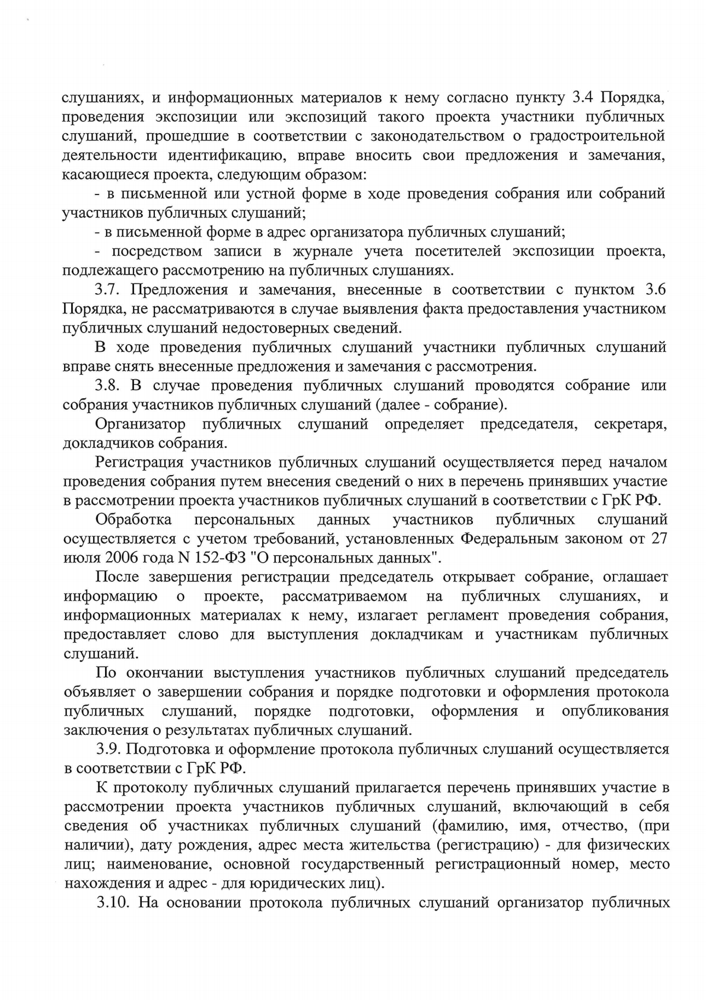 слушаниях, и информационных материалов к нему согласно пункту 3.4 Порядка,
проведения экспозиции или экспозиций такого проекта участники публичных
слушаний, прошедшие в соответствии с законодательством о градостроительной
деятельности идентификацию, вправе вносить свои предложения и замечания,
касающиеся проекта, следующим образом:
- в письменной или устной форме в ходе проведения собрания или собраний
участников публичных слушаний;
- в письменной форме в адрес организатора публичных слушаний;
- посредством записи в журнале учета посетителей экспозиции проекта,
подлежащего рассмотрению на публичных слушаниях.
3.7. Предложения и замечания, внесенные в соответствии с пунктом 3.6
Порядка, не рассматриваются в случае выявления факта предоставления участником
публичных слушаний недостоверных сведений.
В ходе проведения публичных слушаний участники публичных слушаний
вправе снять внесенные предложения и замечания с рассмотрения.
3.8. В случае проведения публичных слушаний проводятся собрание или
собрания участников публичных слушаний (далее - собрание).
Организатор публичных слушаний определяет председателя, секретаря,
докладчиков собрания.
Регистрация участников публичных слушаний осуществляется перед началом
проведения собрания путем внесения сведений о них в перечень принявших участие
в рассмотрении проекта участников публичных слушаний в соответствии с ГрК РФ.
Обработка персональных данных участников публичных слушаний
осуществляется с учетом требований, установленных Федеральным законом от 27
июля 2006 года N 152-ФЗ "О персональных данных".
После завершения регистрации председатель открывает собрание, оглашает
информацию о проекте, рассматриваемом на публичных слушаниях, и
информационных материалах к нему, излагает регламент проведения собрания,
предоставляет слово для выступления докладчикам и участникам публичных
слушаний.
По окончании выступления участников публичных слушаний председатель
объявляет о завершении собрания и порядке подготовки и оформления протокола
публичных слушаний, порядке подготовки, оформления и опубликования
заключения о результатах публичных слушаний.
3.9. Подготовка и оформление протокола публичных слушаний осуществляется
в соответствии с ГрК РФ.
К протоколу публичных слушаний прилагается перечень принявших участие в
рассмотрении проекта участников публичных слушаний, включающий в себя
сведения об участниках публичных слушаний (фамилию, имя, отчество, (при
наличии), дату рождения, адрес места жительства (регистрацию) - для физических
лиц; наименование, основной государственный регистрационный номер, место
нахождения и адрес - для юридических лиц).
3.10. На основании протокола публичных слушаний организатор публичных